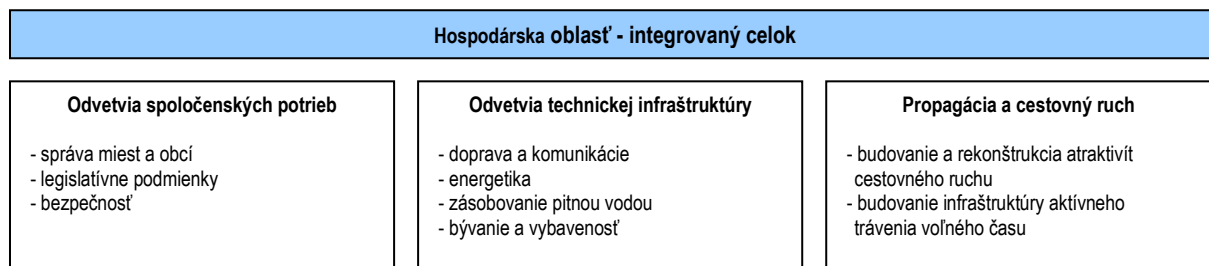 Hospodárska oblasť - integrovaný celok
Odvetvia spoločenských potrieb
- správa miest a obcí
- legislatívne podmienky
- bezpečnosť
Odvetvia technickej infraštruktúry
- doprava a komunikácie
- energetika
- zásobovanie pitnou vodou
- bývanie a vybavenosť
Propagácia a cestovný ruch
- budovanie a rekonštrukcia atraktivít
cestovného ruchu
- budovanie infraštruktúry aktívneho
trávenia voľného času